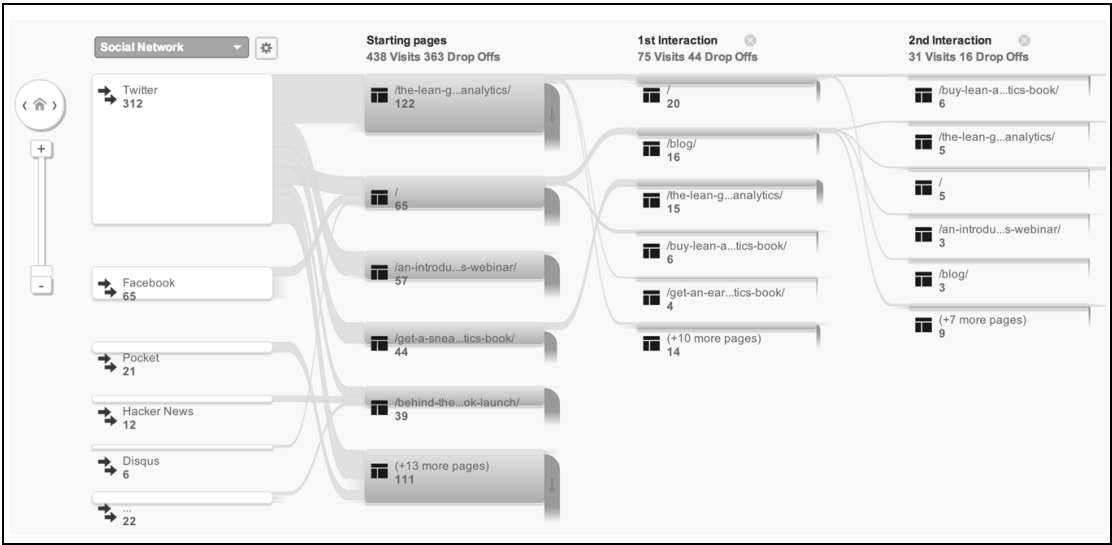 Social Network
Starting pages
438 Visits 363 Drop Offs
1st Interaction
75 Visits 44 Drop Offs
2nd Interaction
31 Visits 16 Drop Offs
Twitter
312
Facebook
65
Pocket
21
Hacker News
12
Disqus
6
...
22
/the-lean-g...analytics/
122
/
65
/an-introdu...s-webinar/
57
/get-a-snea...tics-book/
44
/behind-the...ok-launch/
39
(+13 more pages)
111
/
20
/blog/
16
/the-lean-g...analytics/
15
/buy-lean-a...tics-book/
6
/get-an-ear...tics-book/
4
(+10 more pages)
14
/buy-lean-a...tics-book/
6
/the-lean-g...analytics/
5
/
5
/an-introdu...s-webinar/
3
/blog/
3
(+7 more pages)
9
+
-